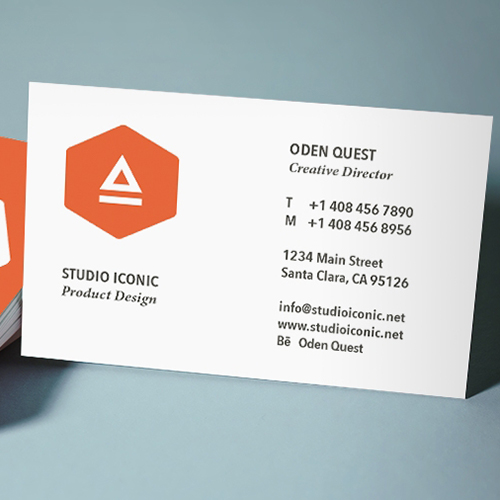 STUDIO ICONIC
Product Design
ODEN QUEST
Creative Director
T +1 408 456 7890
M +1 408 456 8956
1234 Main Street
Santa Clara, CA 95126
info@studioiconic.net
www.studioiconic.net
Bē Oden Quest